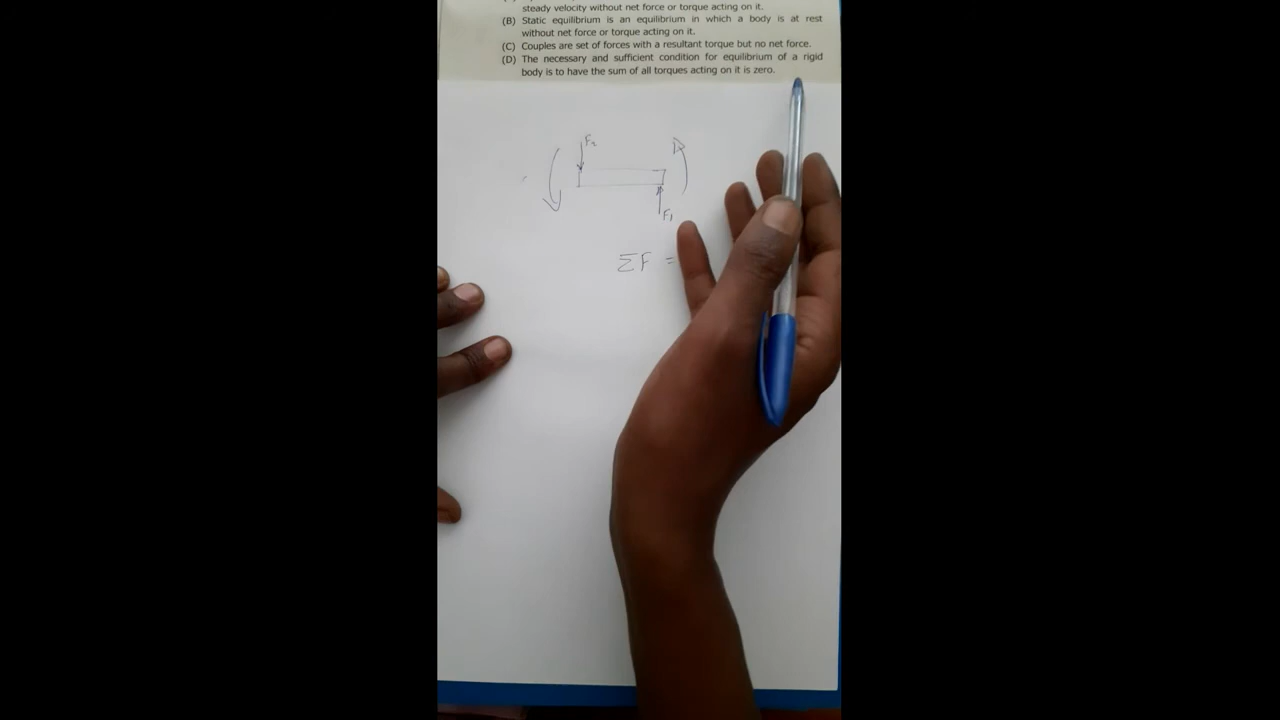 steady velocity without net force or torque acting on it.
(B) Static equilibrium is an equilibrium in which a body is at rest
without net force or torque acting on it.
(C) Couples are set of forces with a resultant torque but no net force.
(D) The necessary and sufficient condition for equilibrium of a rigid
body is to have the sum of all torques acting on it is zero.
F₂
F₁
ΣF =